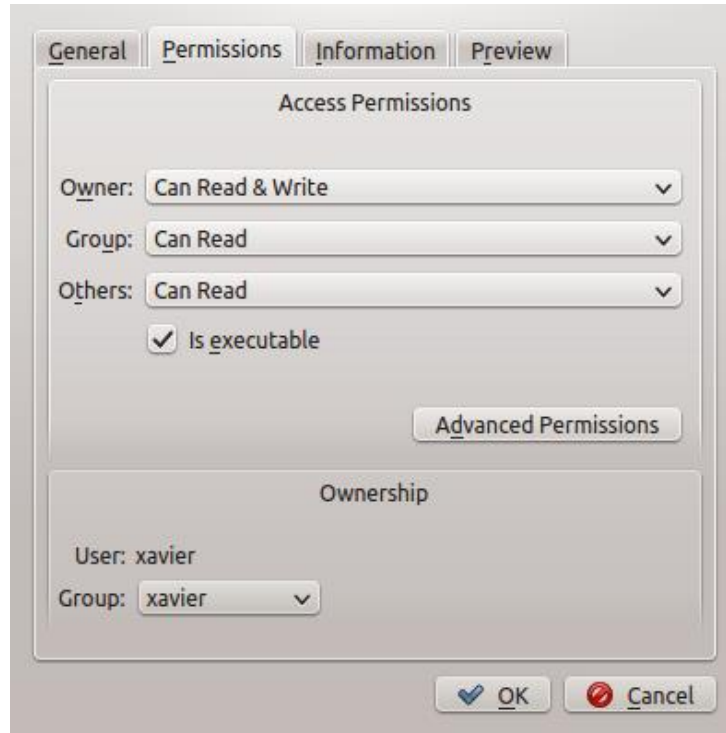 General Permissions Information Preview
Access Permissions
Owner: Can Read & Write
Group: Can Read
Others: Can Read
Is executable
Advanced Permissions
Ownership
User: xavier
Group: xavier
OK Cancel